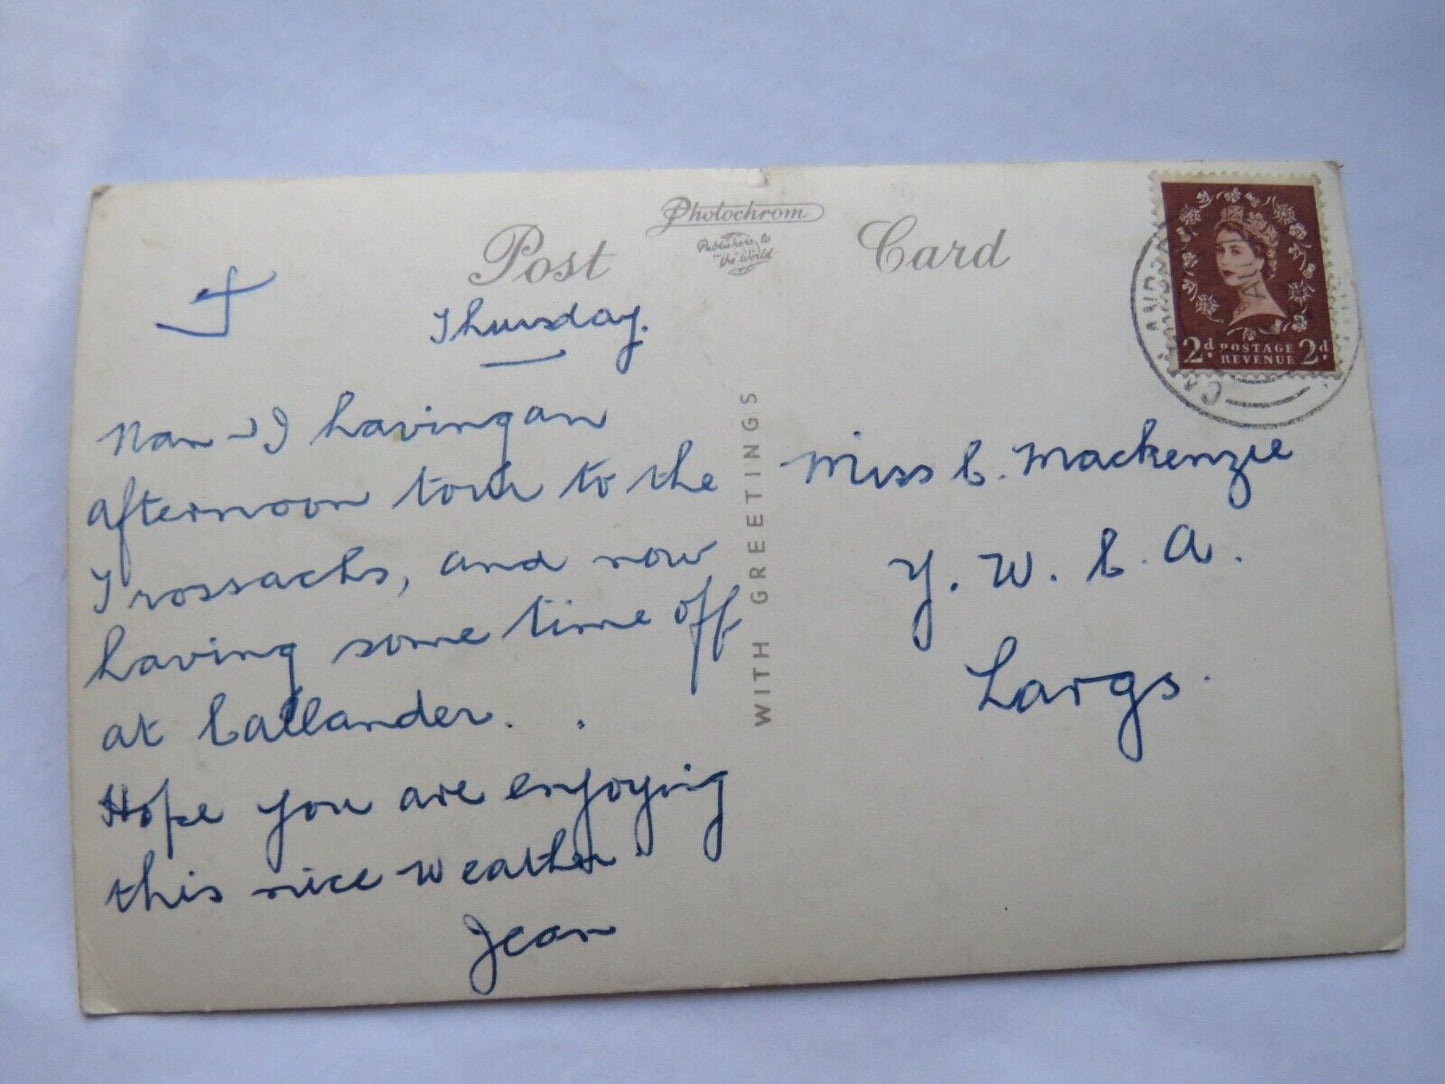 Post Card
Photochrom
Publishers to
the World
Thursday.
Nan & I having an
afternoon tour to the
Trossachs, and now
having some time off
at Callander.
Hope you are enjoying
this nice weather.
Jean
WITH GREETINGS
Miss C. Mackenzie
Y. W. C. A.
Largs.
2d POSTAGE 2d
REVENUE